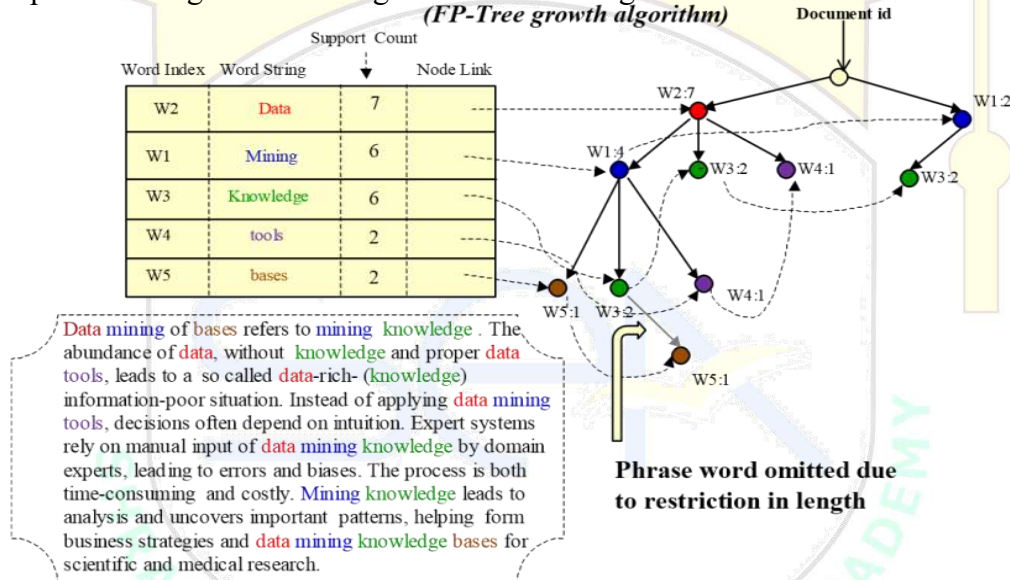 (FP-Tree growth algorithm)
Document id
Support Count
Word Index Word String Node Link
W2 Data 7
W1 Mining 6
W3 Knowledge 6
W4 tools 2
W5 bases 2
W2:7
W1:2
W1:4
W3:2
W4:1
W3:2
W5:1
W3:2
W4:1
W5:1
Data mining of bases refers to mining knowledge . The
abundance of data, without knowledge and proper data
tools, leads to a so called data-rich- (knowledge)
information-poor situation. Instead of applying data mining
tools, decisions often depend on intuition. Expert systems
rely on manual input of data mining knowledge by domain
experts, leading to errors and biases. The process is both
time-consuming and costly. Mining knowledge leads to
analysis and uncovers important patterns, helping form
business strategies and data mining knowledge bases for
scientific and medical research.
Phrase word omitted due
to restriction in length
ACADEMY